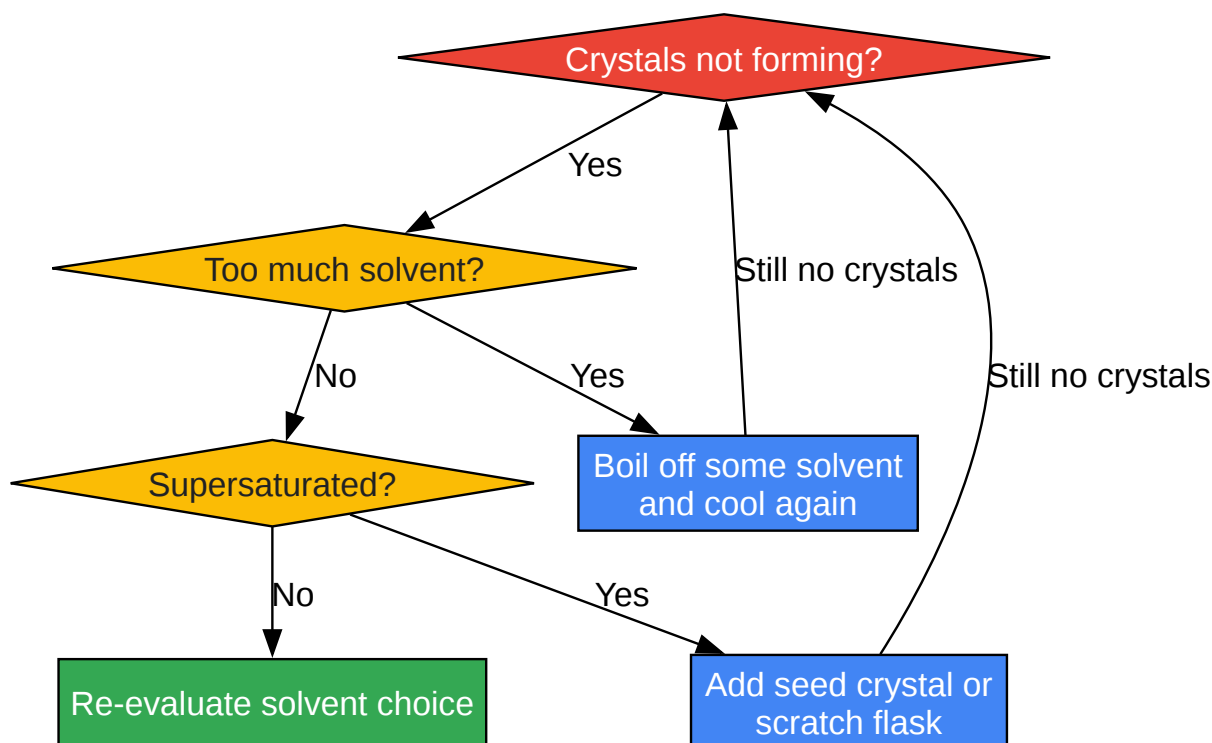 Crystals not forming?
Yes
Too much solvent?
Still no crystals
No
Yes
Still no crystals
Supersaturated?
Boil off some solvent
and cool again
No
Yes
Re-evaluate solvent choice
Add seed crystal or
scratch flask